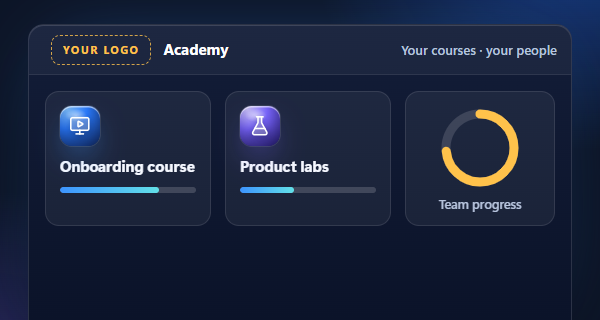 YOUR LOGO
Academy
Your courses · your people
Onboarding course
Product labs
Team progress